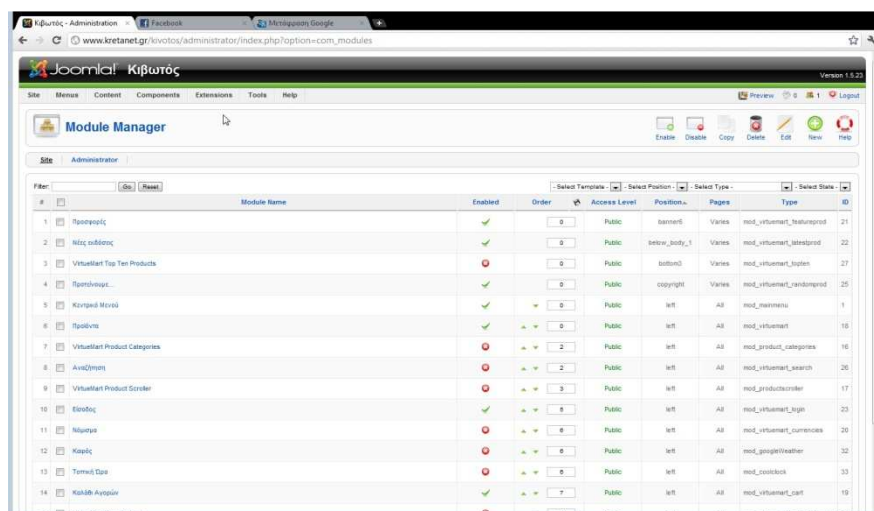 Κιβωτός - Administration
Facebook
Μετάφραση Google
www.kretanet.gr/kivotos/administrator/index.php?option=com_modules
Joomla! Κιβωτός
Version 1.5.23
Site Menus Content Components Extensions Tools Help
Preview 0 1 Logout
Module Manager
Enable Disable Copy Delete Edit New Help
Site Administrator
Filter: Go Reset - Select Template - - Select Position - - Select Type - - Select State -
# Module Name Enabled Order Access Level Position Pages Type ID
1 Προσφορές 0 Public banner6 Varies mod_virtuemart_featureprod 21
2 Νέες εκδόσεις 0 Public below_body_1 Varies mod_virtuemart_latestprod 22
3 VirtueMart Top Ten Products 0 Public bottom3 Varies mod_virtuemart_topten 27
4 Προτείνουμε... 0 Public copyright Varies mod_virtuemart_randomprod 25
5 Κεντρικό Μενού 0 Public left All mod_mainmenu 1
6 Προϊόντα 0 Public left All mod_virtuemart 18
7 VirtueMart Product Categories 2 Public left All mod_product_categories 16
8 Αναζήτηση 2 Public left All mod_virtuemart_search 26
9 VirtueMart Product Scroller 3 Public left All mod_productscroller 17
10 Είσοδος 5 Public left All mod_virtuemart_login 23
11 Νόμισμα 6 Public left All mod_virtuemart_currencies 20
12 Καιρός 6 Public left All mod_googleWeather 32
13 Τοπική Ώρα 6 Public left All mod_coolclock 33
14 Καλάθι Αγορών 7 Public left All mod_virtuemart_cart 19